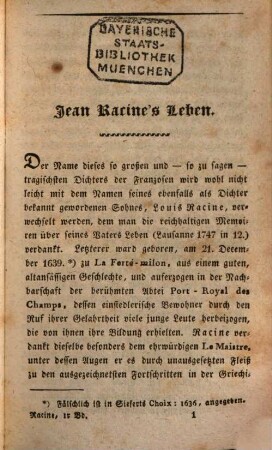 BAYERISCHE
STAATS-
BIBLIOTHEK
MUENCHEN
Jean Racine's Leben.
Der Name dieses so großen und — so zu sagen —
tragischsten Dichters der Franzosen wird wohl nicht
leicht mit dem Namen seines ebenfalls als Dichter
bekannt gewordenen Sohnes, Louis Racine, ver-
wechselt werden, dem man die reichhaltigen Memoi-
ren über seines Vaters Leben (Lausanne 1747 in 12.)
verdankt. Letzterer ward geboren, am 21. Decem-
ber 1639. *) zu La Ferté-milon, aus einem guten,
altansässigen Geschlechte, und auferzogen in der Nach-
barschaft der berühmten Abtei Port-Royal des
Champs, dessen einsiedlerische Bewohner durch den
Ruf ihrer Gelahrtheit viele junge Leute herbeizogen,
die von ihnen ihre Bildung erhielten. Racine ver-
dankt dieselbe besonders dem ehrwürdigen Le Maistre,
unter dessen Augen er es durch unausgesetzten Fleiß
zu den ausgezeichnetsten Fortschritten in der Griechi-
*) Fälschlich ist in Sieferts Choix: 1636, angegeben.
Racine, 1r Bd. 1